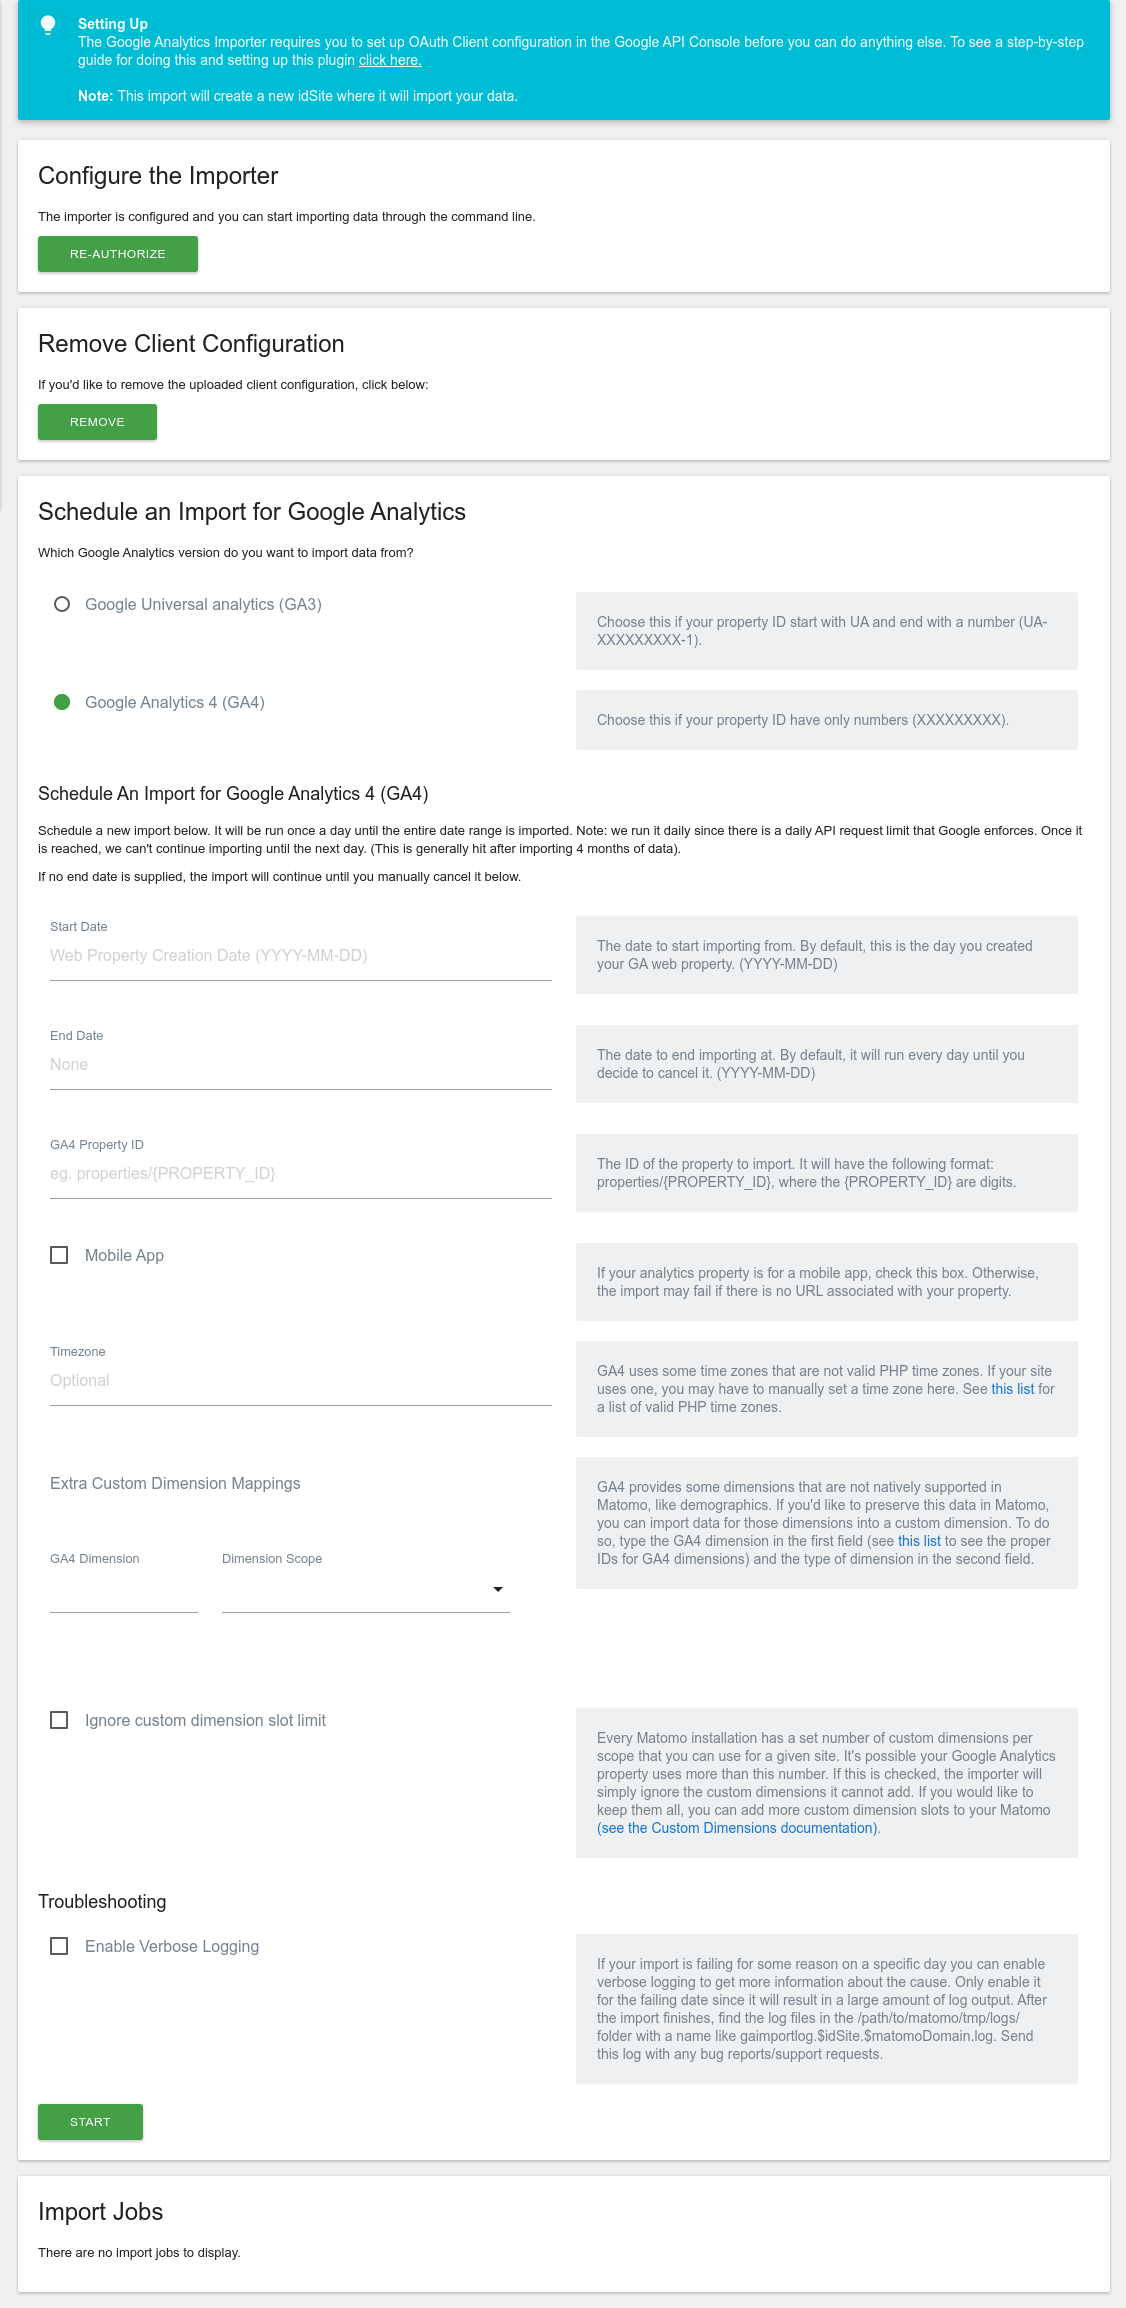 Setting Up
The Google Analytics Importer requires you to set up OAuth Client configuration in the Google API Console before you can do anything else. To see a step-by-step
guide for doing this and setting up this plugin click here.
Note: This import will create a new idSite where it will import your data.
Configure the Importer
The importer is configured and you can start importing data through the command line.
RE-AUTHORIZE
Remove Client Configuration
If you'd like to remove the uploaded client configuration, click below:
REMOVE
Schedule an Import for Google Analytics
Which Google Analytics version do you want to import data from?
Google Universal analytics (GA3)
Choose this if your property ID start with UA and end with a number (UA-
XXXXXXXXX-1).
Google Analytics 4 (GA4)
Choose this if your property ID have only numbers (XXXXXXXXX).
Schedule An Import for Google Analytics 4 (GA4)
Schedule a new import below. It will be run once a day until the entire date range is imported. Note: we run it daily since there is a daily API request limit that Google enforces. Once it
is reached, we can't continue importing until the next day. (This is generally hit after importing 4 months of data).
If no end date is supplied, the import will continue until you manually cancel it below.
Start Date
Web Property Creation Date (YYYY-MM-DD)
The date to start importing from. By default, this is the day you created
your GA web property. (YYYY-MM-DD)
End Date
None
The date to end importing at. By default, it will run every day until you
decide to cancel it. (YYYY-MM-DD)
GA4 Property ID
eg. properties/{PROPERTY_ID}
The ID of the property to import. It will have the following format:
properties/{PROPERTY_ID}, where the {PROPERTY_ID} are digits.
Mobile App
If your analytics property is for a mobile app, check this box. Otherwise,
the import may fail if there is no URL associated with your property.
Timezone
Optional
GA4 uses some time zones that are not valid PHP time zones. If your site
uses one, you may have to manually set a time zone here. See this list for
a list of valid PHP time zones.
Extra Custom Dimension Mappings
GA4 Dimension
Dimension Scope
GA4 provides some dimensions that are not natively supported in
Matomo, like demographics. If you'd like to preserve this data in Matomo,
you can import data for those dimensions into a custom dimension. To do
so, type the GA4 dimension in the first field (see this list to see the proper
IDs for GA4 dimensions) and the type of dimension in the second field.
Ignore custom dimension slot limit
Every Matomo installation has a set number of custom dimensions per
scope that you can use for a given site. It's possible your Google Analytics
property uses more than this number. If this is checked, the importer will
simply ignore the custom dimensions it cannot add. If you would like to
keep them all, you can add more custom dimension slots to your Matomo
(see the Custom Dimensions documentation).
Troubleshooting
Enable Verbose Logging
If your import is failing for some reason on a specific day you can enable
verbose logging to get more information about the cause. Only enable it
for the failing date since it will result in a large amount of log output. After
the import finishes, find the log files in the /path/to/matomo/tmp/logs/
folder with a name like gaimportlog.$idSite.$matomoDomain.log. Send
this log with any bug reports/support requests.
START
Import Jobs
There are no import jobs to display.